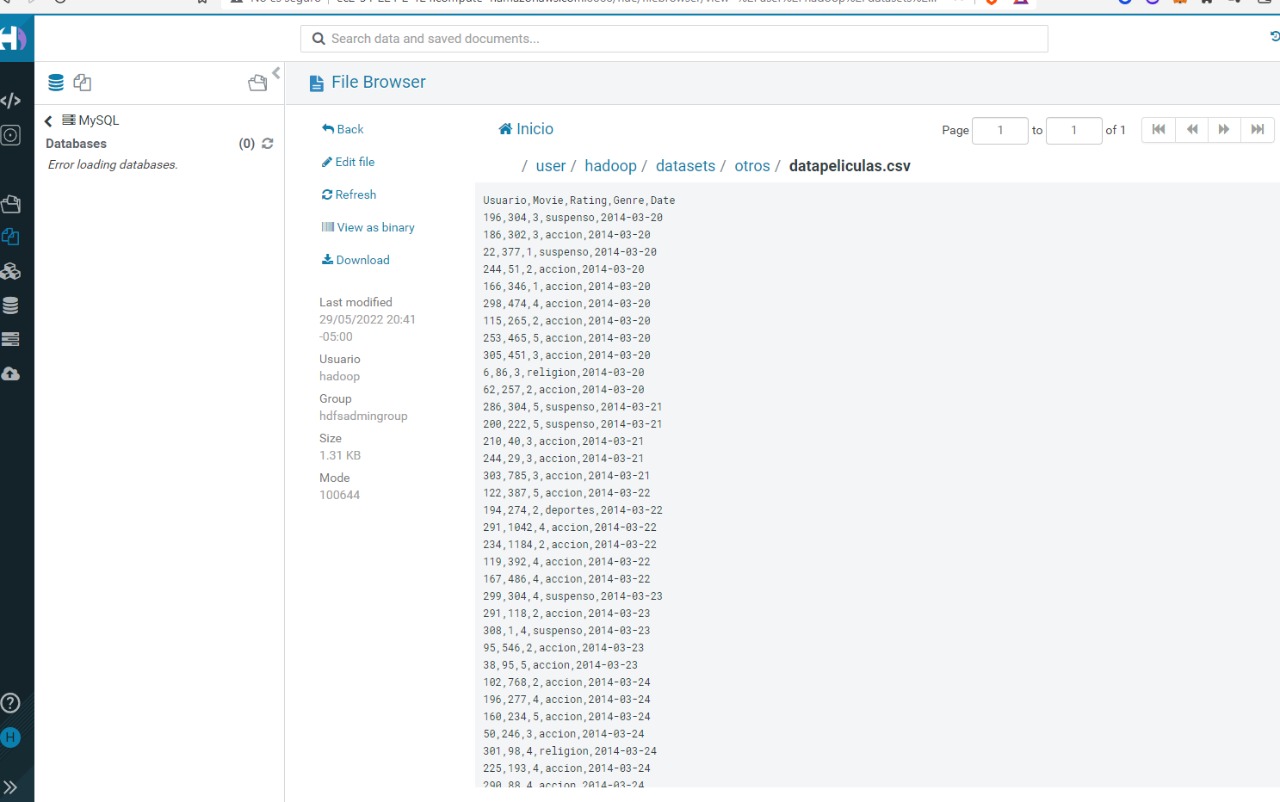 Search data and saved documents...
File Browser
MySQL
Databases (0)
Error loading databases.
Back
Edit file
Refresh
View as binary
Download
Last modified
29/05/2022 20:41
-05:00
Usuario
hadoop
Group
hdfsadmingroup
Size
1.31 KB
Mode
100644
Inicio
Page 1 to 1 of 1
/ user / hadoop / datasets / otros / datapeliculas.csv
Usuario,Movie,Rating,Genre,Date
196,304,3,suspenso,2014-03-20
186,302,3,accion,2014-03-20
22,377,1,suspenso,2014-03-20
244,51,2,accion,2014-03-20
166,346,1,accion,2014-03-20
298,474,4,accion,2014-03-20
115,265,2,accion,2014-03-20
253,465,5,accion,2014-03-20
305,451,3,accion,2014-03-20
6,86,3,religion,2014-03-20
62,257,2,accion,2014-03-20
286,304,5,suspenso,2014-03-21
200,222,5,suspenso,2014-03-21
210,40,3,accion,2014-03-21
244,29,3,accion,2014-03-21
303,785,3,accion,2014-03-21
122,387,5,accion,2014-03-22
194,274,2,deportes,2014-03-22
291,1042,4,accion,2014-03-22
234,1184,2,accion,2014-03-22
119,392,4,accion,2014-03-22
167,486,4,accion,2014-03-22
299,304,4,suspenso,2014-03-23
291,118,2,accion,2014-03-23
308,1,4,suspenso,2014-03-23
95,546,2,accion,2014-03-23
38,95,5,accion,2014-03-23
102,768,2,accion,2014-03-24
196,277,4,accion,2014-03-24
160,234,5,accion,2014-03-24
50,246,3,accion,2014-03-24
301,98,4,religion,2014-03-24
225,193,4,accion,2014-03-24
290,88,4,accion,2014-03-24
H